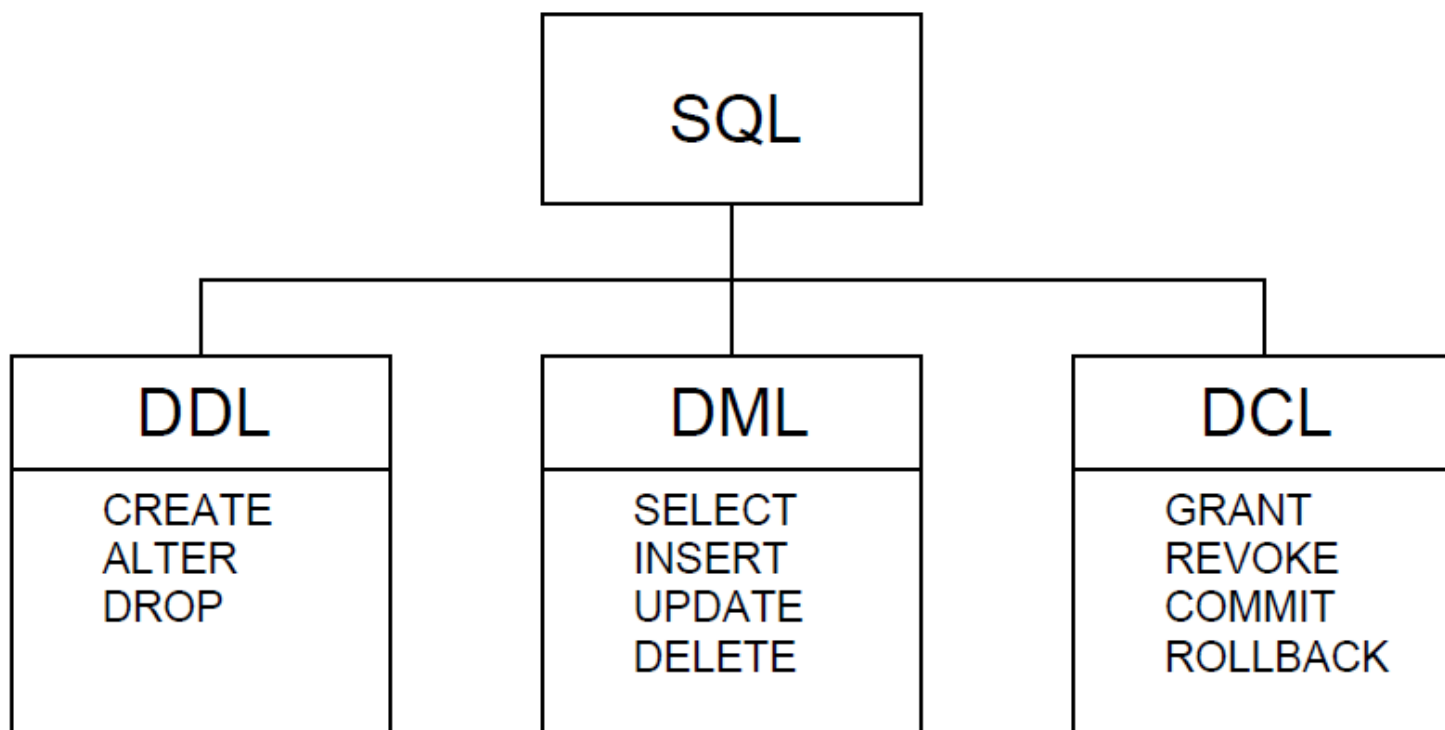 SQL
DDL
CREATE
ALTER
DROP
DML
SELECT
INSERT
UPDATE
DELETE
DCL
GRANT
REVOKE
COMMIT
ROLLBACK